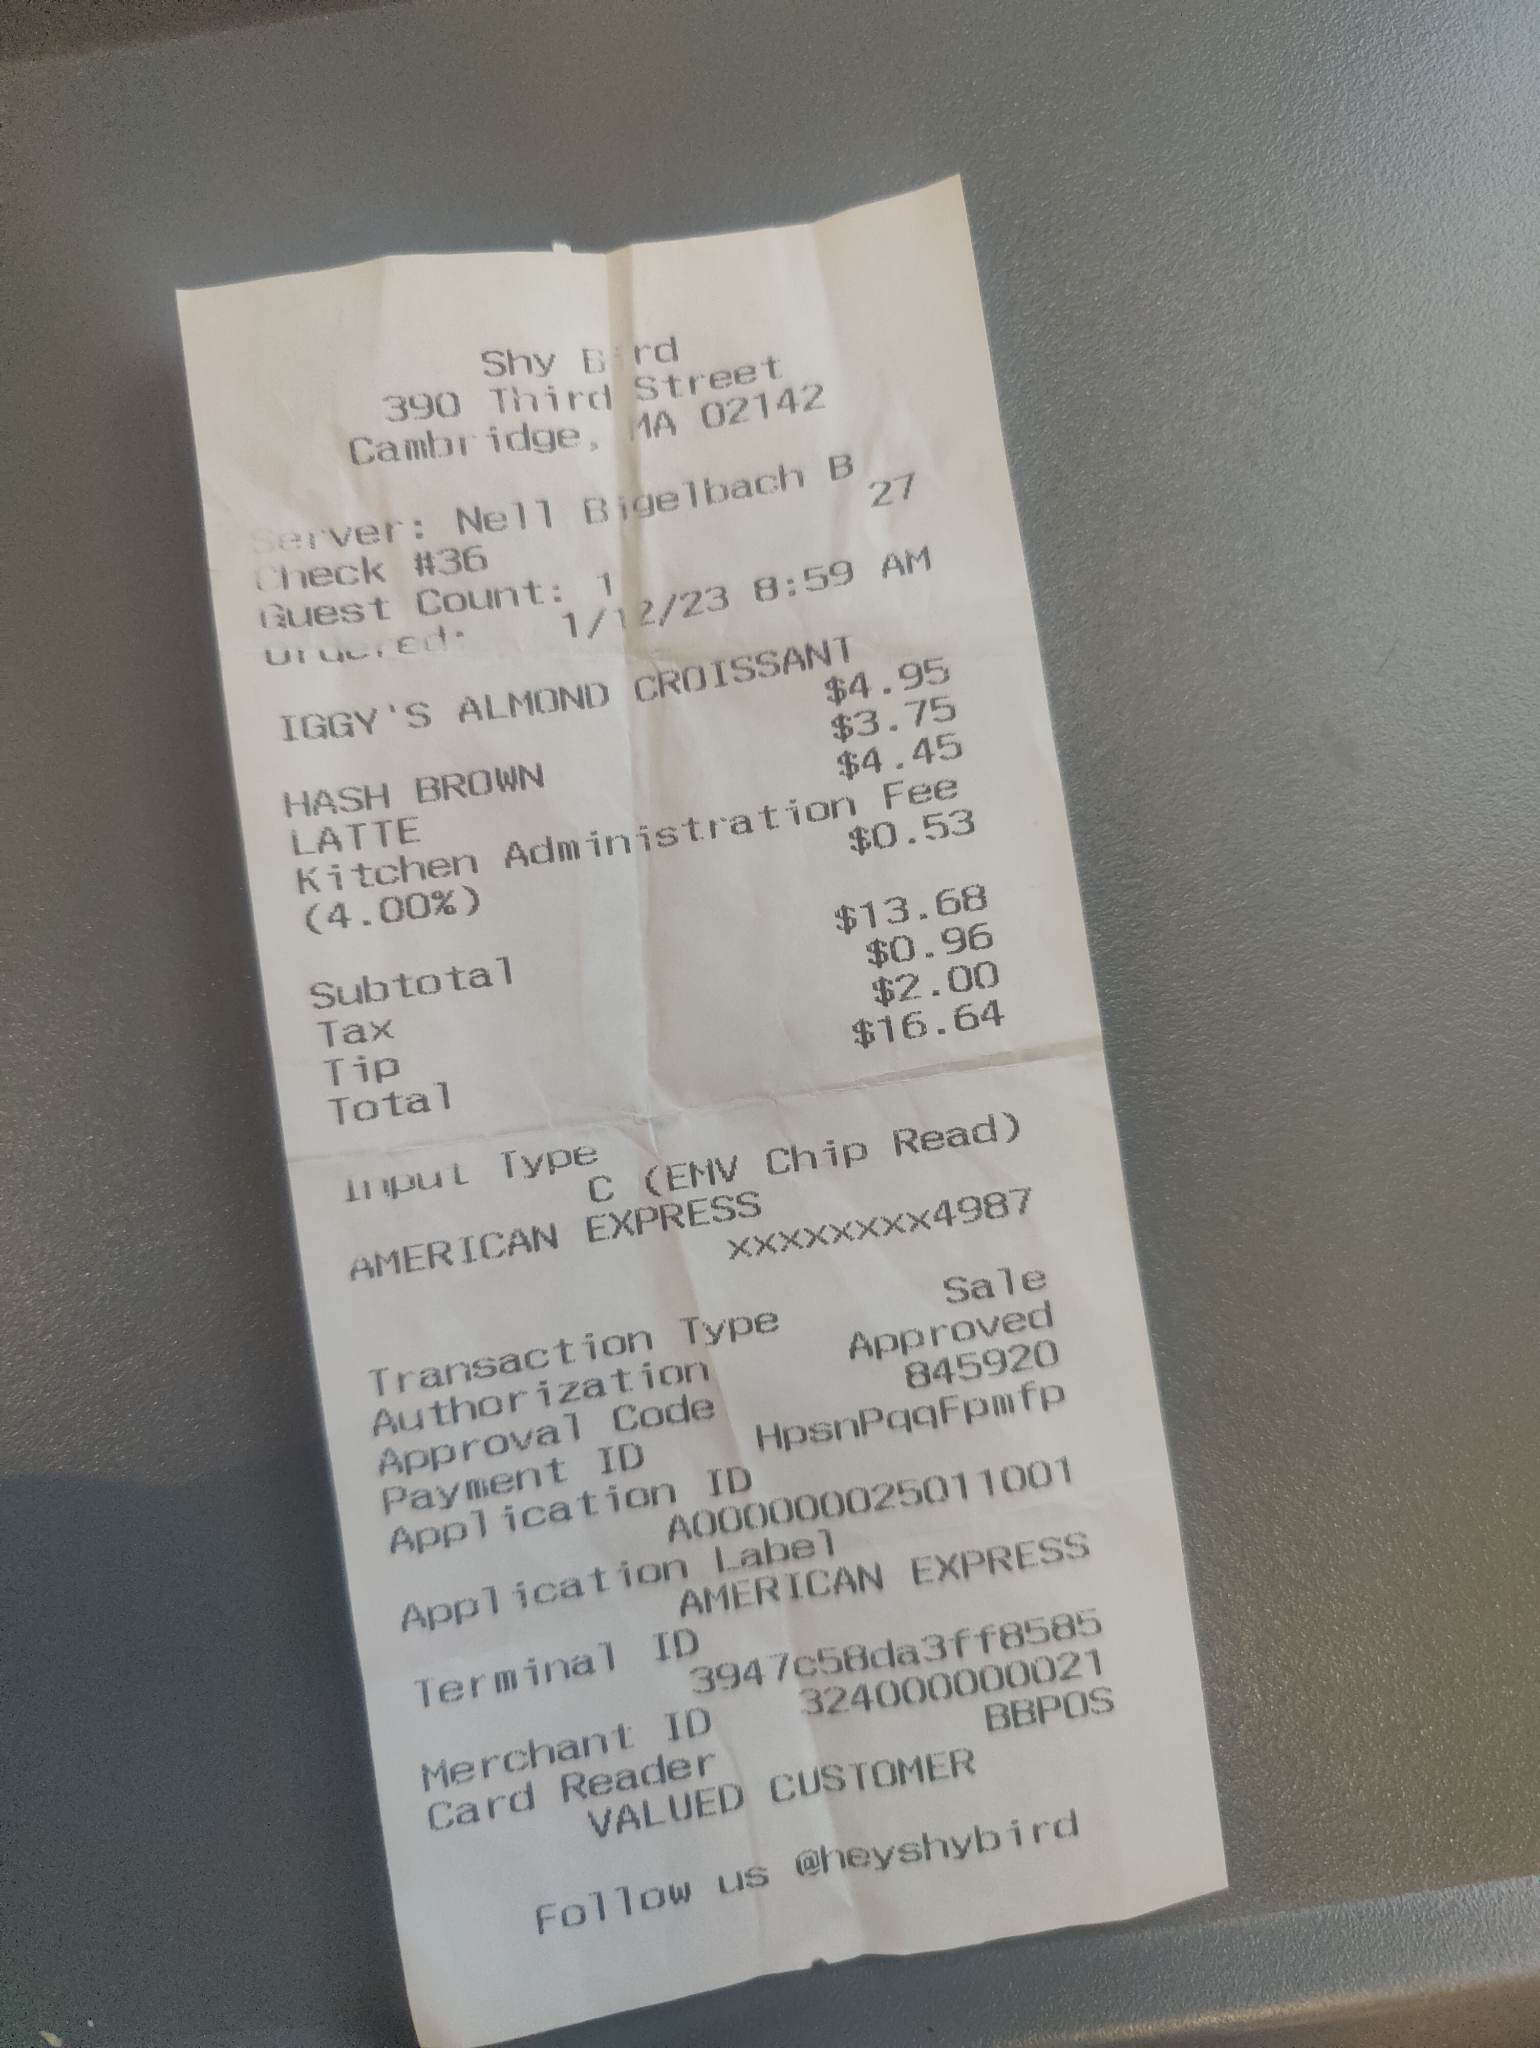 Shy Bird
390 Third Street
Cambridge, MA 02142
Server: Nell Bigelbach B
Check #36 27
Guest Count: 1
Ordered: 1/12/23 8:59 AM
IGGY'S ALMOND CROISSANT
$4.95
HASH BROWN $3.75
LATTE $4.45
Kitchen Administration Fee
(4.00%) $0.53
Subtotal $13.68
Tax $0.96
Tip $2.00
Total $16.64
Input Type
C (EMV Chip Read)
AMERICAN EXPRESS
xxxxxxxx4987
Transaction Type Sale
Authorization Approved
Approval Code 845920
Payment ID HpsnPqqFpmfp
Application ID
A000000025011001
Application Label
AMERICAN EXPRESS
Terminal ID
3947c58da3ff8585
Merchant ID 324000000021
Card Reader BBPOS
VALUED CUSTOMER
Follow us @heyshybird